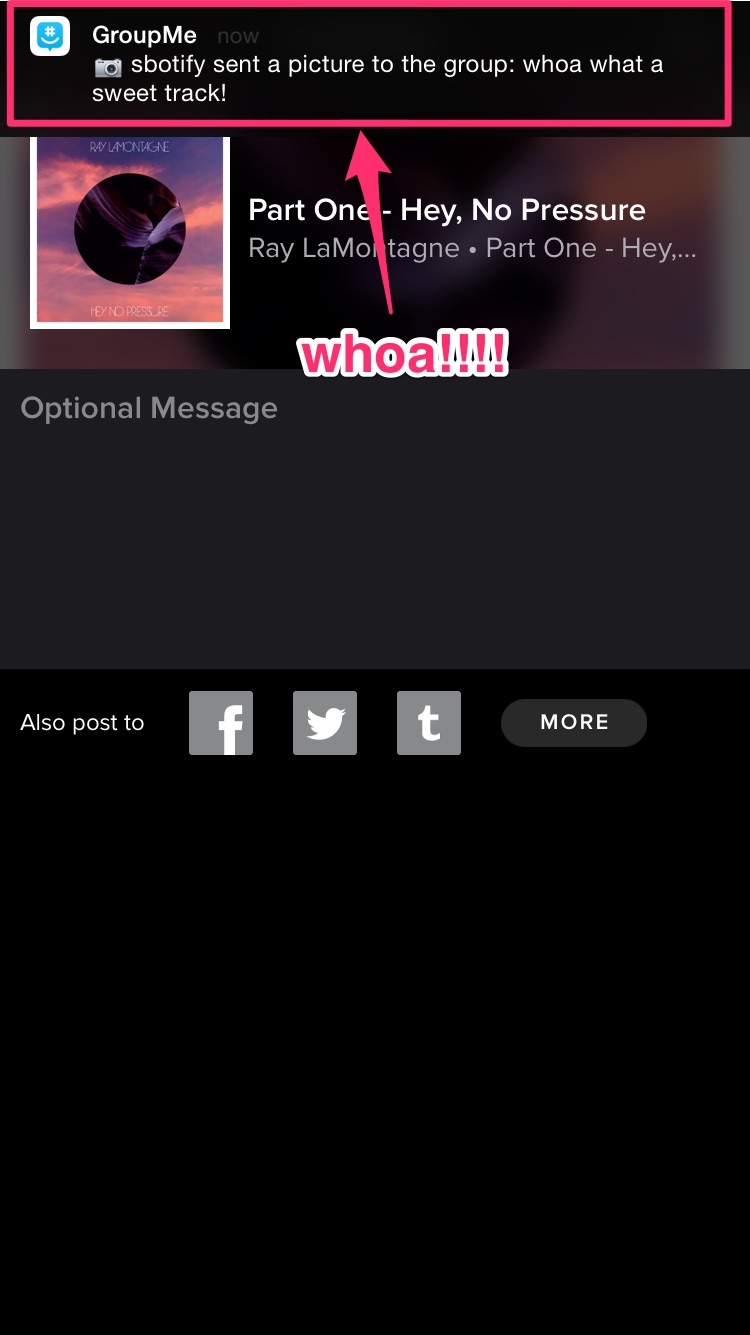 GroupMe now
sbotify sent a picture to the group: whoa what a
sweet track!
RAY LAMONTAGNE
Part One - Hey, No Pressure
Ray LaMontagne • Part One - Hey,...
HEY NO PRESSURE
whoa!!!!
Optional Message
Also post to f t MORE